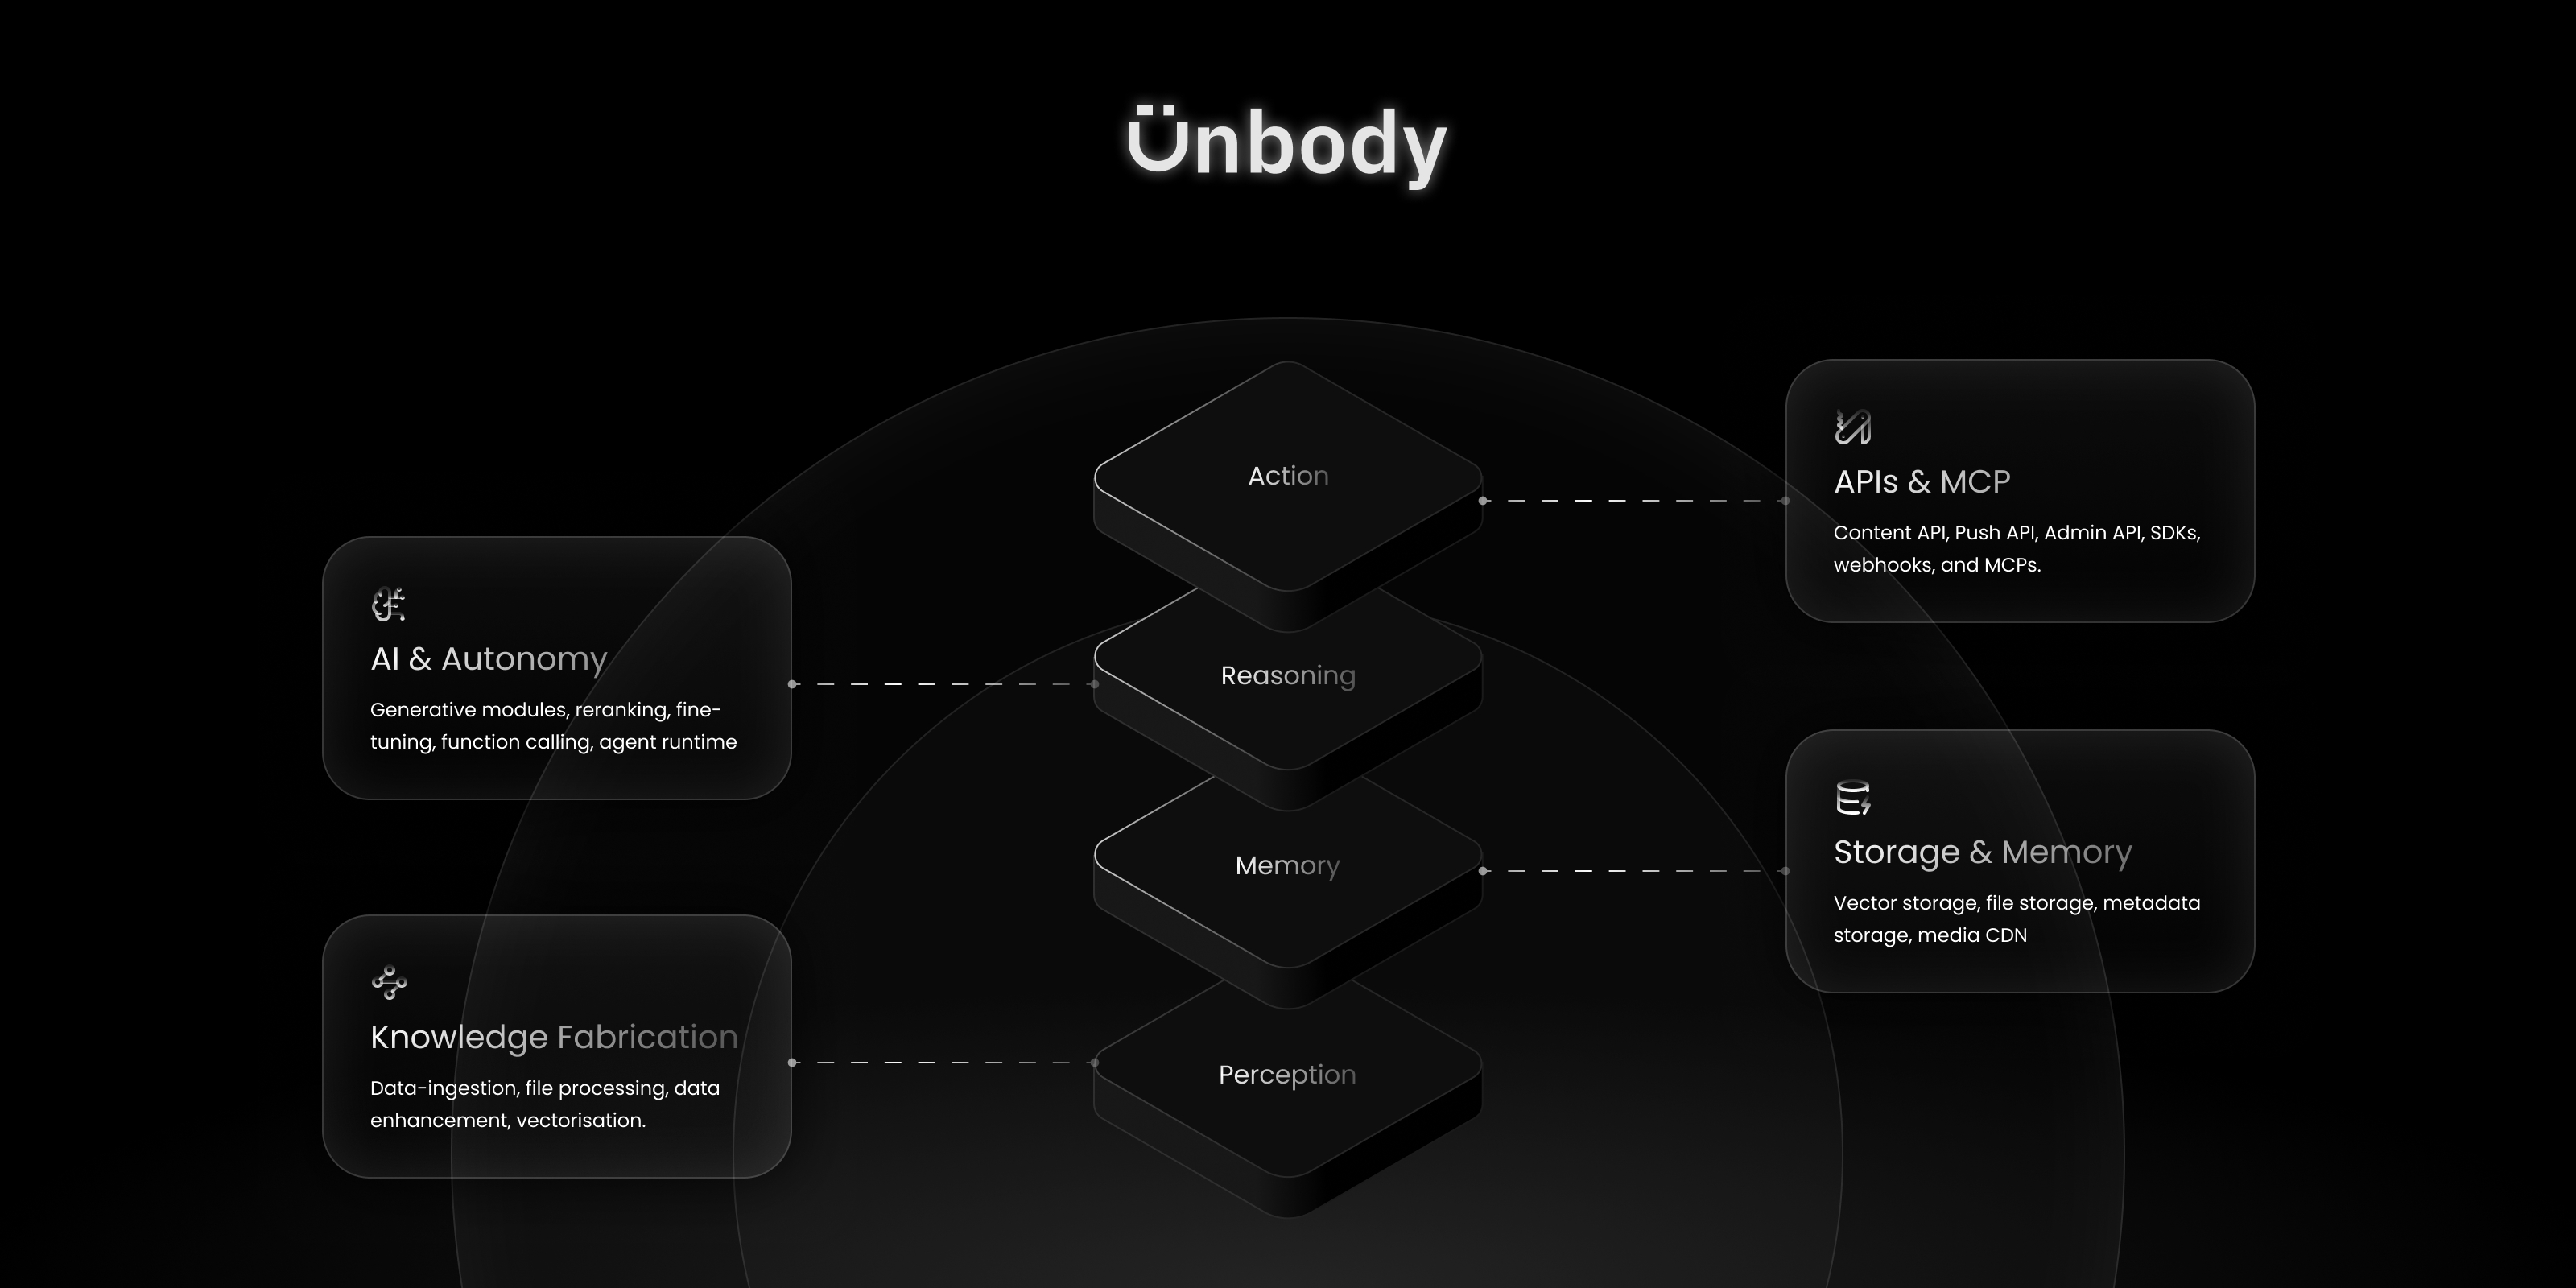 Ünbody
Action
APIs & MCP
Content API, Push API, Admin API, SDKs,
webhooks, and MCPs.
AI & Autonomy
Generative modules, reranking, fine-
tuning, function calling, agent runtime
Reasoning
Memory
Storage & Memory
Vector storage, file storage, metadata
storage, media CDN
Knowledge Fabrication
Data-ingestion, file processing, data
enhancement, vectorisation.
Perception